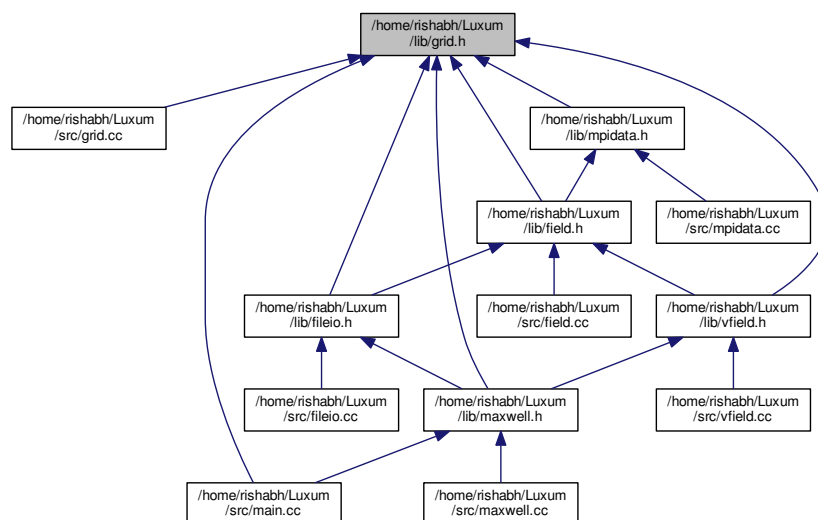 /home/rishabh/Luxum
/lib/grid.h
/home/rishabh/Luxum
/src/grid.cc
/home/rishabh/Luxum
/lib/mpidata.h
/home/rishabh/Luxum
/lib/field.h
/home/rishabh/Luxum
/src/mpidata.cc
/home/rishabh/Luxum
/lib/fileio.h
/home/rishabh/Luxum
/src/field.cc
/home/rishabh/Luxum
/lib/vfield.h
/home/rishabh/Luxum
/src/fileio.cc
/home/rishabh/Luxum
/lib/maxwell.h
/home/rishabh/Luxum
/src/vfield.cc
/home/rishabh/Luxum
/src/main.cc
/home/rishabh/Luxum
/src/maxwell.cc